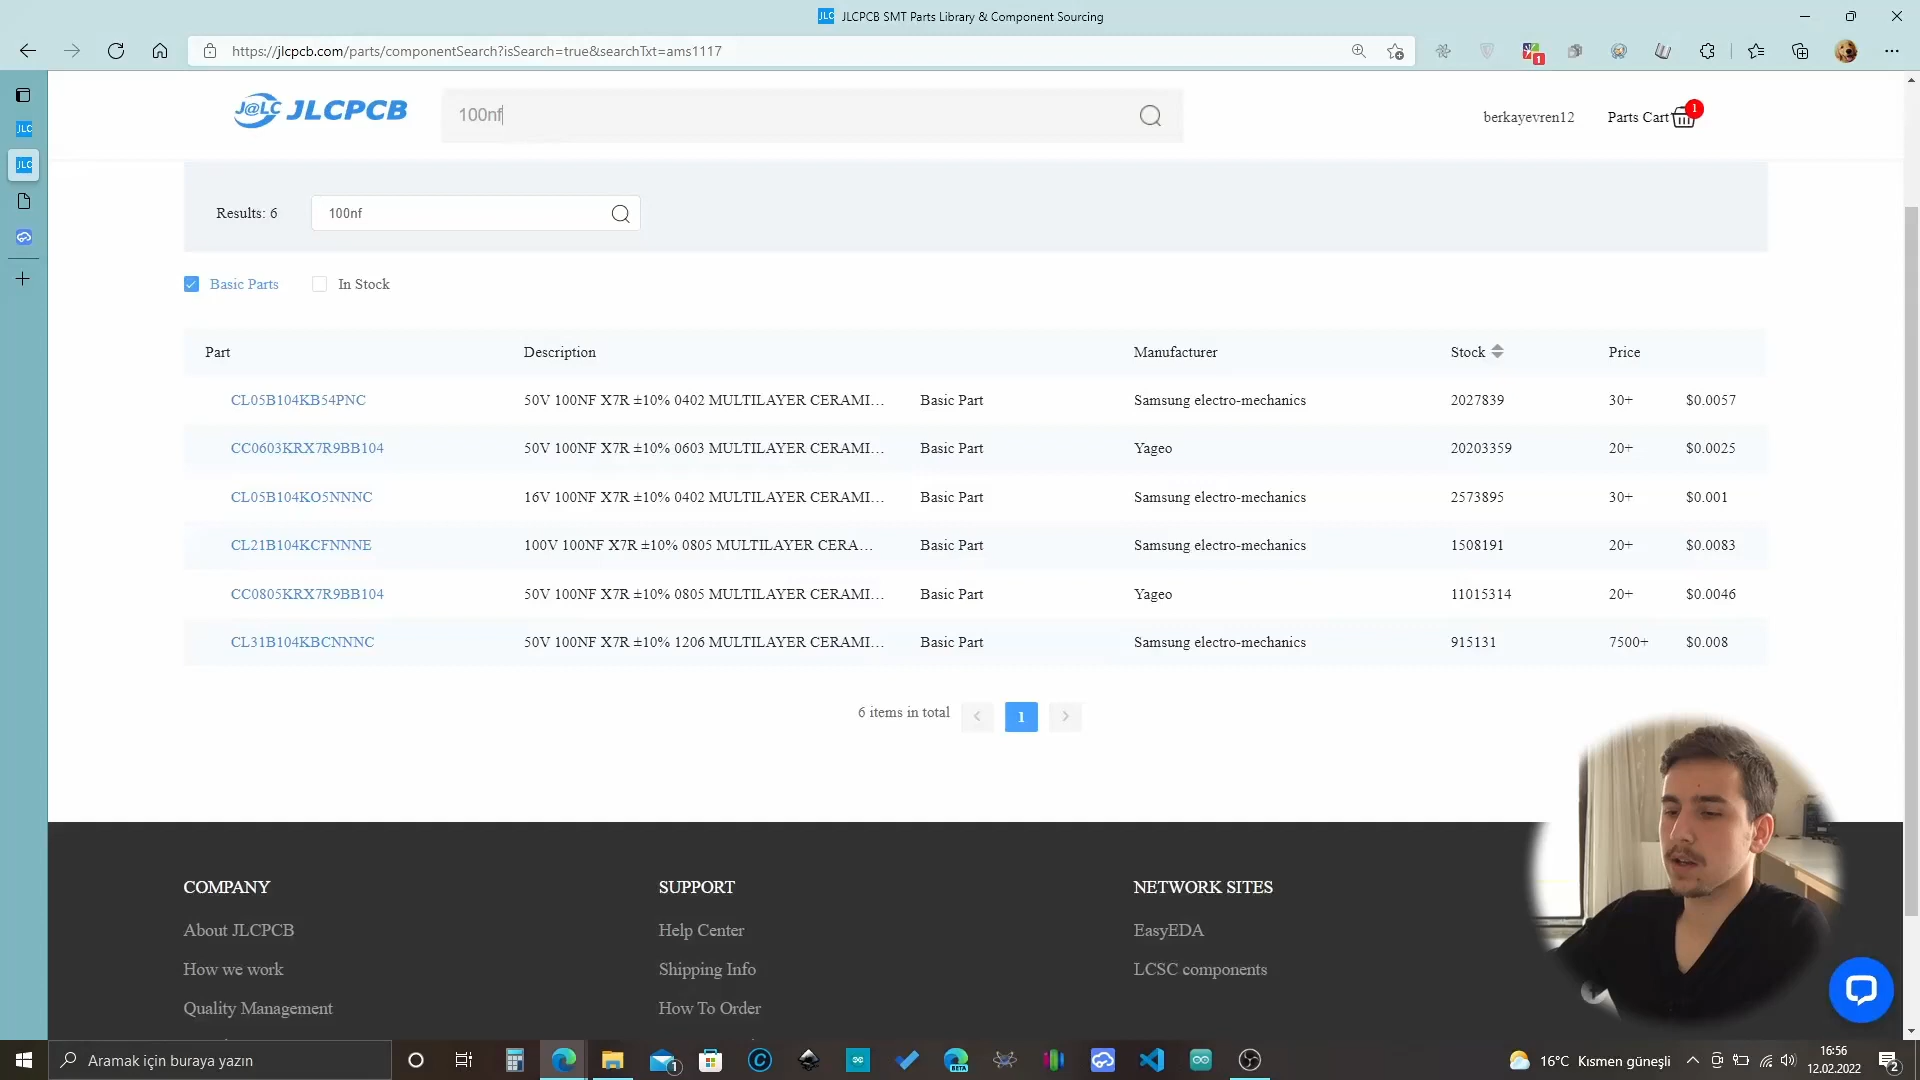 JLC JLCPCB SMT Parts Library & Component Sourcing
https://jlcpcb.com/parts/componentSearch?isSearch=true&searchTxt=ams1117
1
JLC
JLC
J@LC JLCPCB
100nf
berkayevren12
Parts Cart
1
Results: 6
100nf
Basic Parts
In Stock
Part Description Manufacturer Stock Price
CL05B104KB54PNC 50V 100NF X7R ±10% 0402 MULTILAYER CERAMI... Basic Part Samsung electro-mechanics 2027839 30+ $0.0057
CC0603KRX7R9BB104 50V 100NF X7R ±10% 0603 MULTILAYER CERAMI... Basic Part Yageo 20203359 20+ $0.0025
CL05B104KO5NNNC 16V 100NF X7R ±10% 0402 MULTILAYER CERAMI... Basic Part Samsung electro-mechanics 2573895 30+ $0.001
CL21B104KCFNNNE 100V 100NF X7R ±10% 0805 MULTILAYER CERA... Basic Part Samsung electro-mechanics 1508191 20+ $0.0083
CC0805KRX7R9BB104 50V 100NF X7R ±10% 0805 MULTILAYER CERAMI... Basic Part Yageo 11015314 20+ $0.0046
CL31B104KBCNNNC 50V 100NF X7R ±10% 1206 MULTILAYER CERAMI... Basic Part Samsung electro-mechanics 915131 7500+ $0.008
6 items in total
1
COMPANY SUPPORT NETWORK SITES
About JLCPCB Help Center EasyEDA
How we work Shipping Info LCSC components
Quality Management How To Order
Aramak için buraya yazın
1
BETA
16°C Kısmen güneşli
16:56
12.02.2022
2